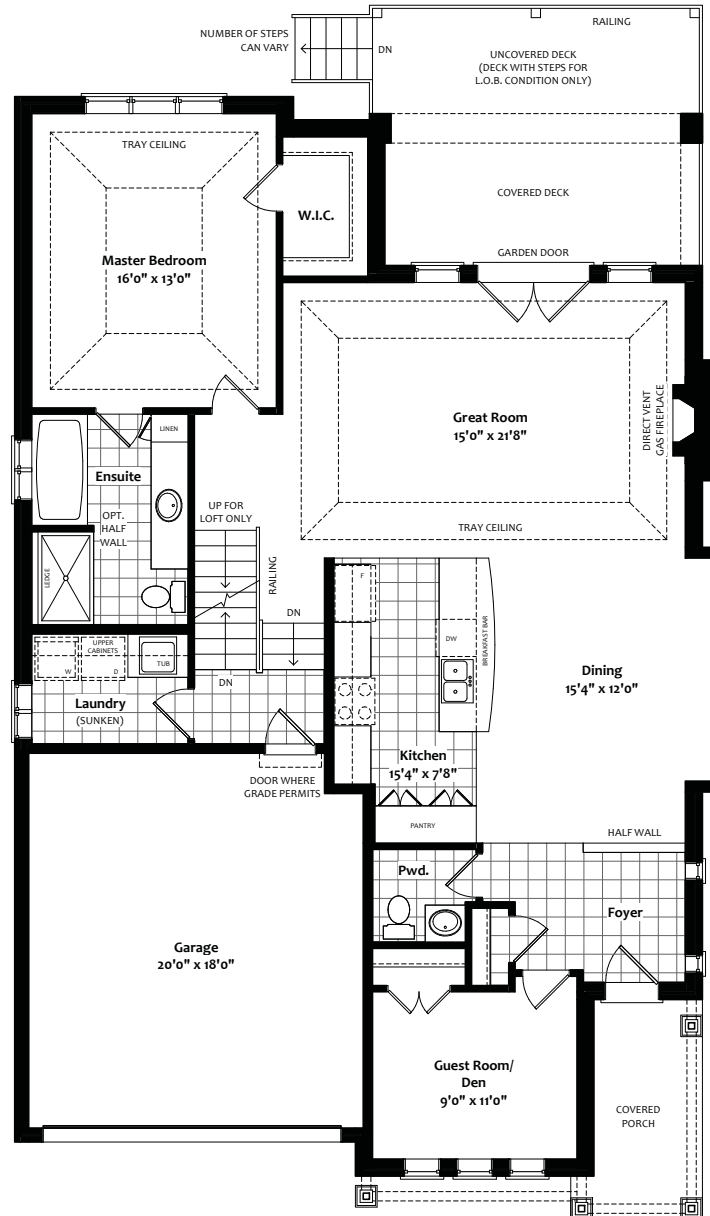 NUMBER OF STEPS
CAN VARY
DN
RAILING
UNCOVERED DECK
(DECK WITH STEPS FOR
L.O.B. CONDITION ONLY)
TRAY CEILING
W.I.C.
COVERED DECK
Master Bedroom
16'0" x 13'0"
GARDEN DOOR
Great Room
15'0" x 21'8"
DIRECT VENT
GAS FIREPLACE
LINEN
Ensuite
OPT.
HALF
WALL
UP FOR
LOFT ONLY
TRAY CEILING
LEDGE
RAILING
F
DN
BREAKFAST BAR
DW
UPPER
CABINETS
TUB
W
D
DN
Dining
15'4" x 12'0"
Laundry
(SUNKEN)
Kitchen
15'4" x 7'8"
DOOR WHERE
GRADE PERMITS
PANTRY
HALF WALL
Pwd.
Foyer
Garage
20'0" x 18'0"
Guest Room/
Den
9'0" x 11'0"
COVERED
PORCH